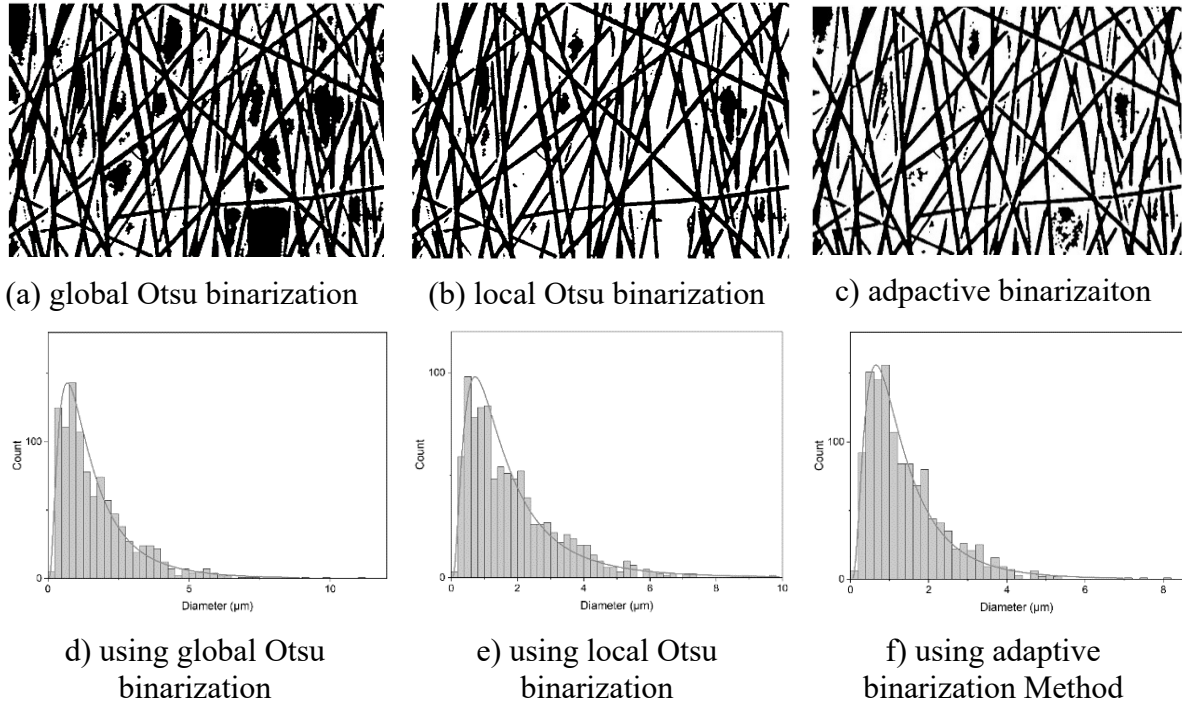 (a) global Otsu binarization
(b) local Otsu binarization
c) adpactive binarizaiton
100
0
Count
0
5
10
Diameter (µm)
100
0
Count
0
2
4
6
8
10
Diameter (µm)
100
0
Count
0
2
4
6
8
Diameter (µm)
d) using global Otsu
binarization
e) using local Otsu
binarization
f) using adaptive
binarization Method